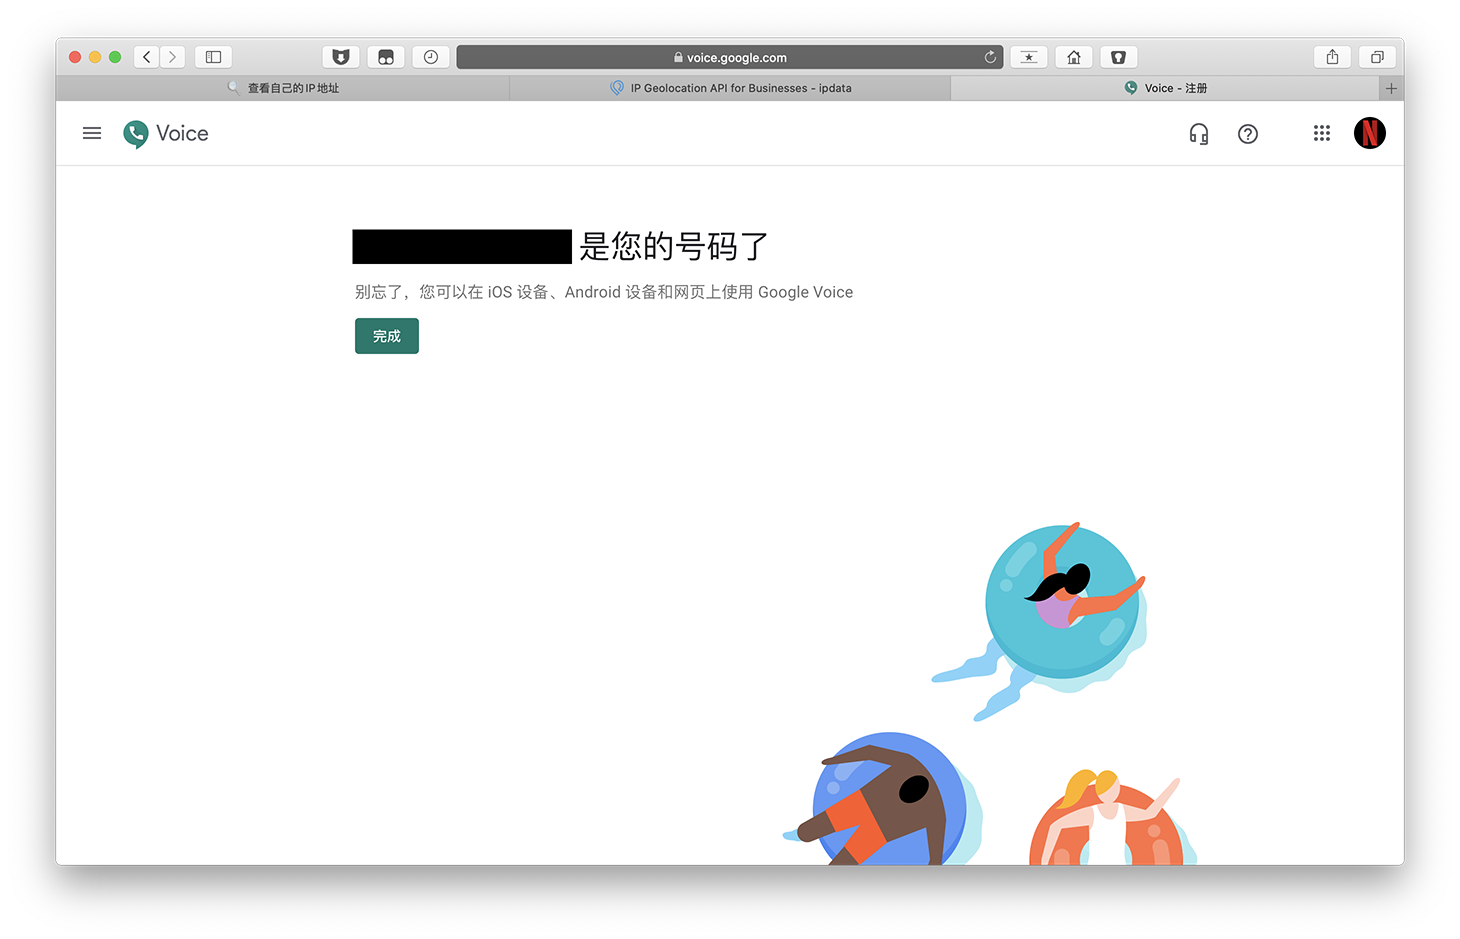 voice.google.com
查看自己的IP地址
IP Geolocation API for Businesses - ipdata
Voice - 注册
Voice
是您的号码了
别忘了，您可以在 iOS 设备、Android 设备和网页上使用 Google Voice
完成